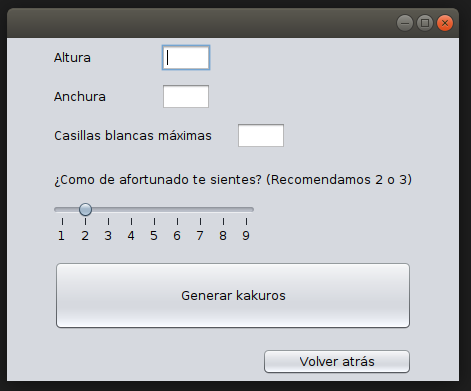 Altura
Anchura
Casillas blancas máximas
¿Como de afortunado te sientes? (Recomendamos 2 o 3)
1 2 3 4 5 6 7 8 9
Generar kakuros
Volver atrás